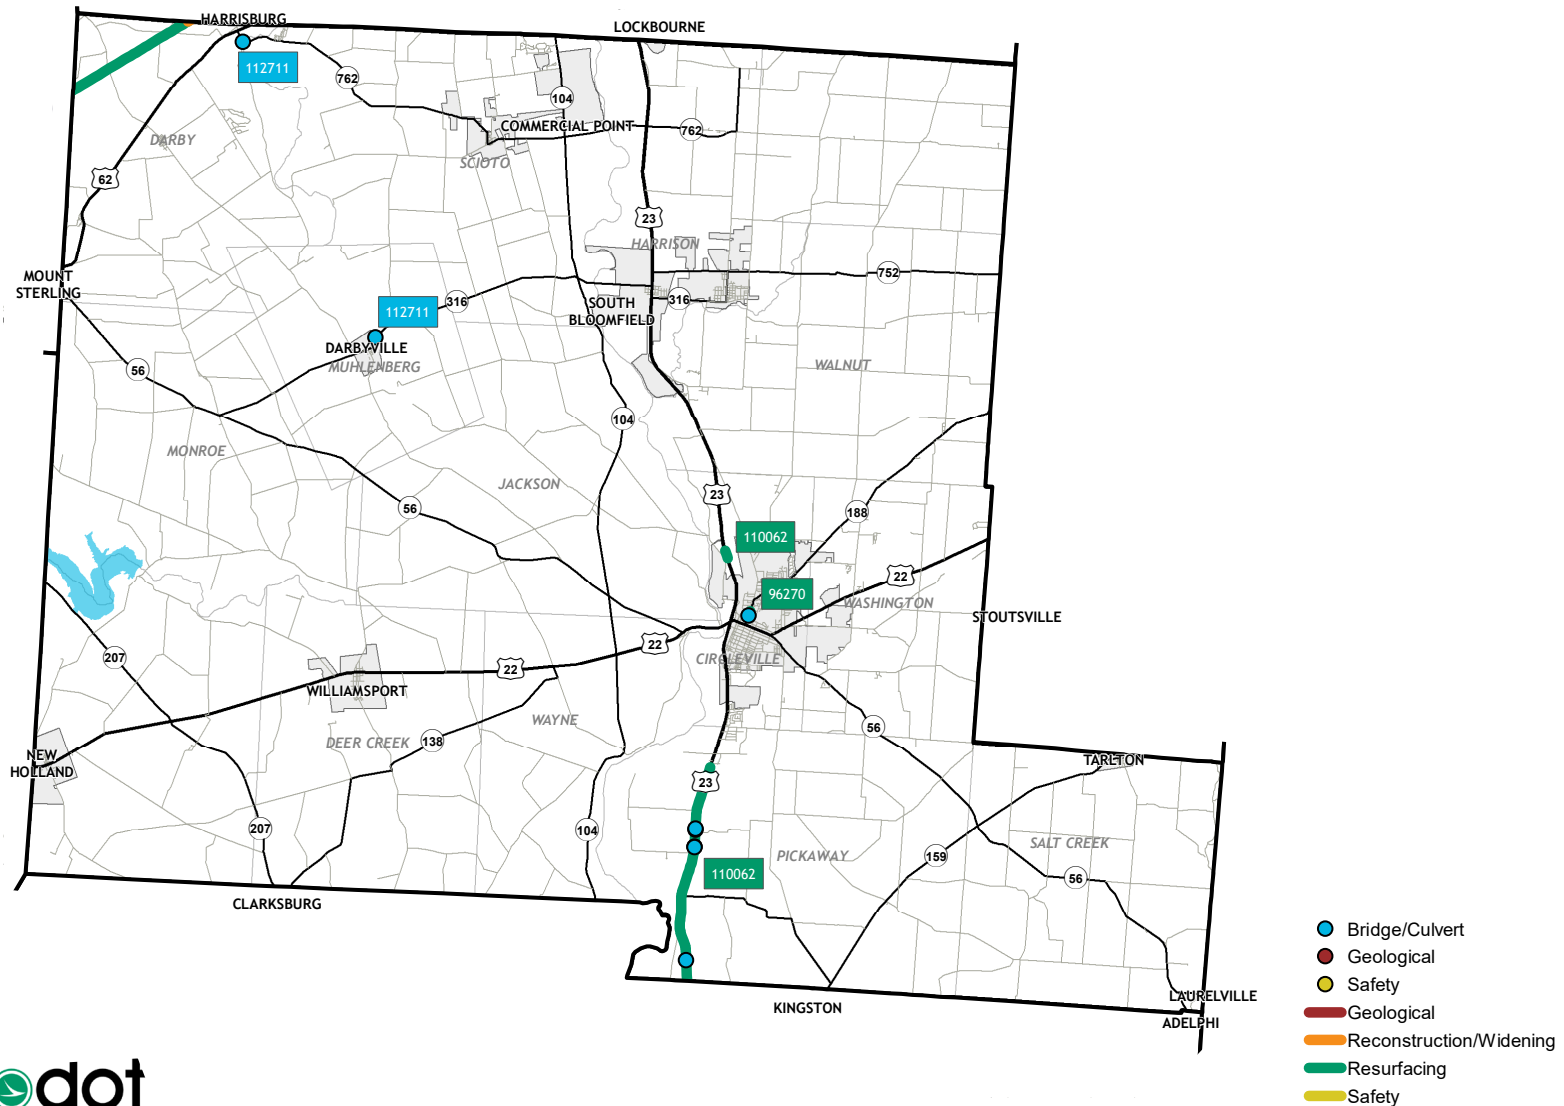 HARRISBURG
LOCKBOURNE
112711
762
104
COMMERCIAL POINT
762
DARBY
SCIOTO
62
23
HARRISON
MOUNT
STERLING
752
316
112711
SOUTH
BLOOMFIELD
316
DARBYVILLE
MUHLENBERG
56
WALNUT
104
MONROE
JACKSON
23
56
188
110062
22
96270
WASHINGTON
STOUTSVILLE
207
22
22
CIRCLEVILLE
WILLIAMSPORT
WAYNE
56
DEER CREEK
138
NEW
HOLLAND
TARLTON
23
207
104
PICKAWAY
159
SALT CREEK
110062
56
CLARKSBURG
KINGSTON
LAURELVILLE
ADELPHI
Bridge/Culvert
Geological
Safety
Geological
Reconstruction/Widening
Resurfacing
Safety
dot